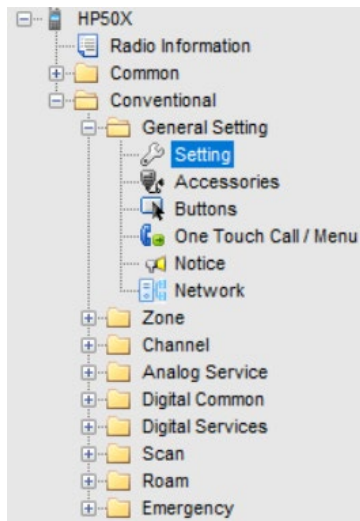 HP50X
Radio Information
Common
Conventional
General Setting
Setting
Accessories
Buttons
One Touch Call / Menu
Notice
Network
Zone
Channel
Analog Service
Digital Common
Digital Services
Scan
Roam
Emergency